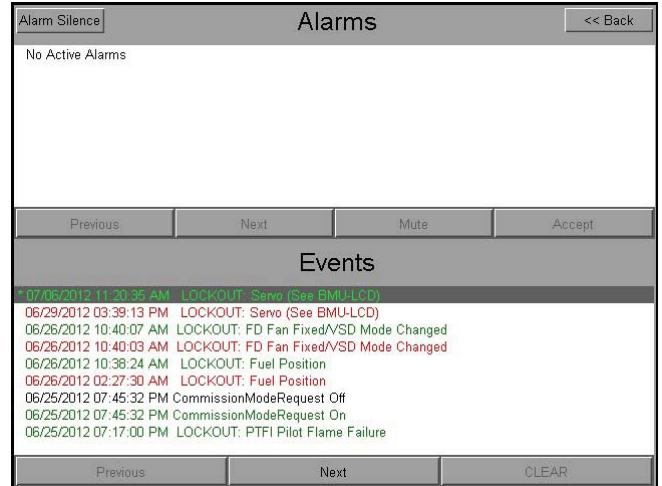 Alarm Silence Alarms << Back
No Active Alarms
Previous Next Mute Accept
Events
* 07/06/2012 11:20:35 AM LOCKOUT: Servo (See BMU-LCD)
06/29/2012 03:39:13 PM LOCKOUT: Servo (See BMU-LCD)
06/26/2012 10:40:07 AM LOCKOUT: FD Fan Fixed/VSD Mode Changed
06/26/2012 10:40:03 AM LOCKOUT: FD Fan Fixed/VSD Mode Changed
06/26/2012 10:38:24 AM LOCKOUT: Fuel Position
06/26/2012 02:27:30 AM LOCKOUT: Fuel Position
06/25/2012 07:45:32 PM CommissionModeRequest Off
06/25/2012 07:45:32 PM CommissionModeRequest On
06/25/2012 07:17:00 PM LOCKOUT: PTFI Pilot Flame Failure
Previous Next CLEAR